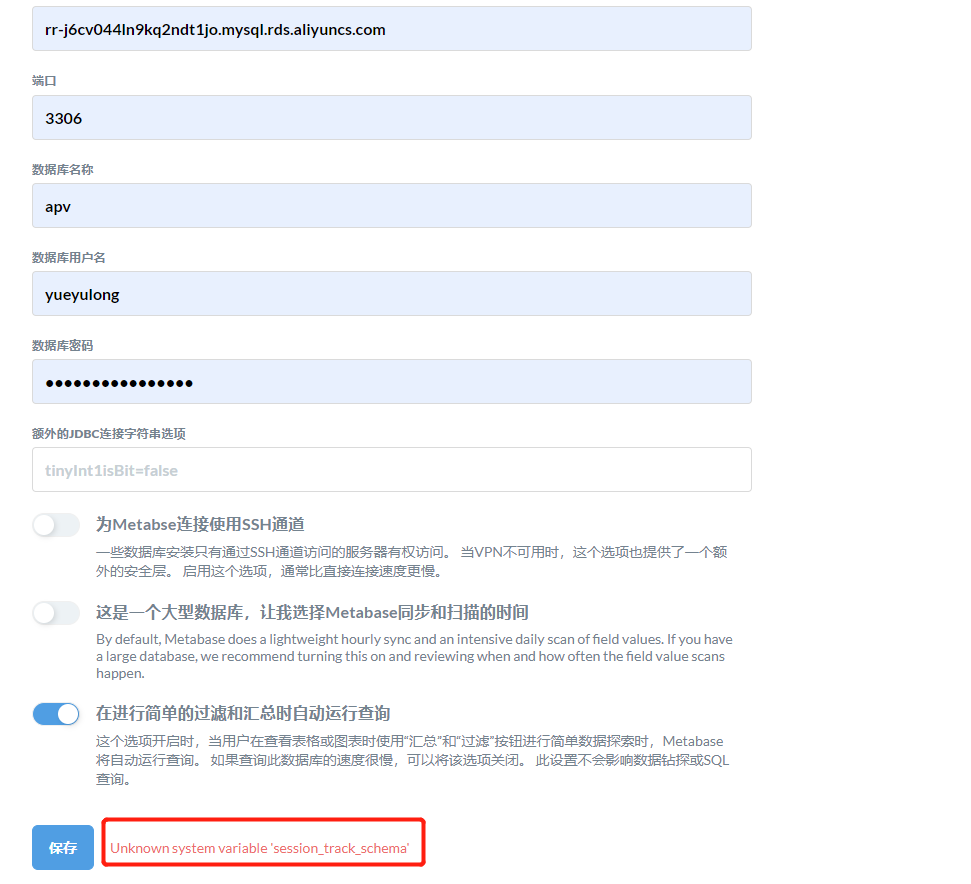 rr-j6cv044ln9kq2ndt1jo.mysql.rds.aliyuncs.com
端口
3306
数据库名称
apv
数据库用户名
yueyulong
数据库密码
••••••••••••••••
额外的JDBC连接字符串选项
tinyInt1isBit=false
为Metabse连接使用SSH通道
一些数据库安装只有通过SSH通道访问的服务器有权访问。 当VPN不可用时，这个选项也提供了一个额
外的安全层。 启用这个选项，通常比直接连接速度更慢。
这是一个大型数据库，让我选择Metabase同步和扫描的时间
By default, Metabase does a lightweight hourly sync and an intensive daily scan of field values. If you have
a large database, we recommend turning this on and reviewing when and how often the field value scans
happen.
在进行简单的过滤和汇总时自动运行查询
这个选项开启时，当用户在查看表格或图表时使用“汇总”和“过滤”按钮进行简单数据探索时，Metabase
将自动运行查询。 如果查询此数据库的速度很慢，可以将该选项关闭。 此设置不会影响数据钻探或SQL
查询。
保存
Unknown system variable 'session_track_schema'